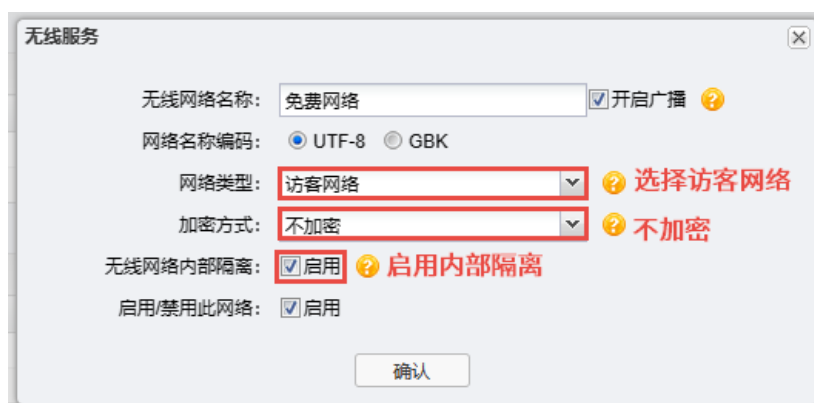 无线服务
无线网络名称: 免费网络 开启广播
网络名称编码: UTF-8 GBK
网络类型: 访客网络 选择访客网络
加密方式: 不加密 不加密
无线网络内部隔离: 启用 启用内部隔离
启用/禁用此网络: 启用
确认